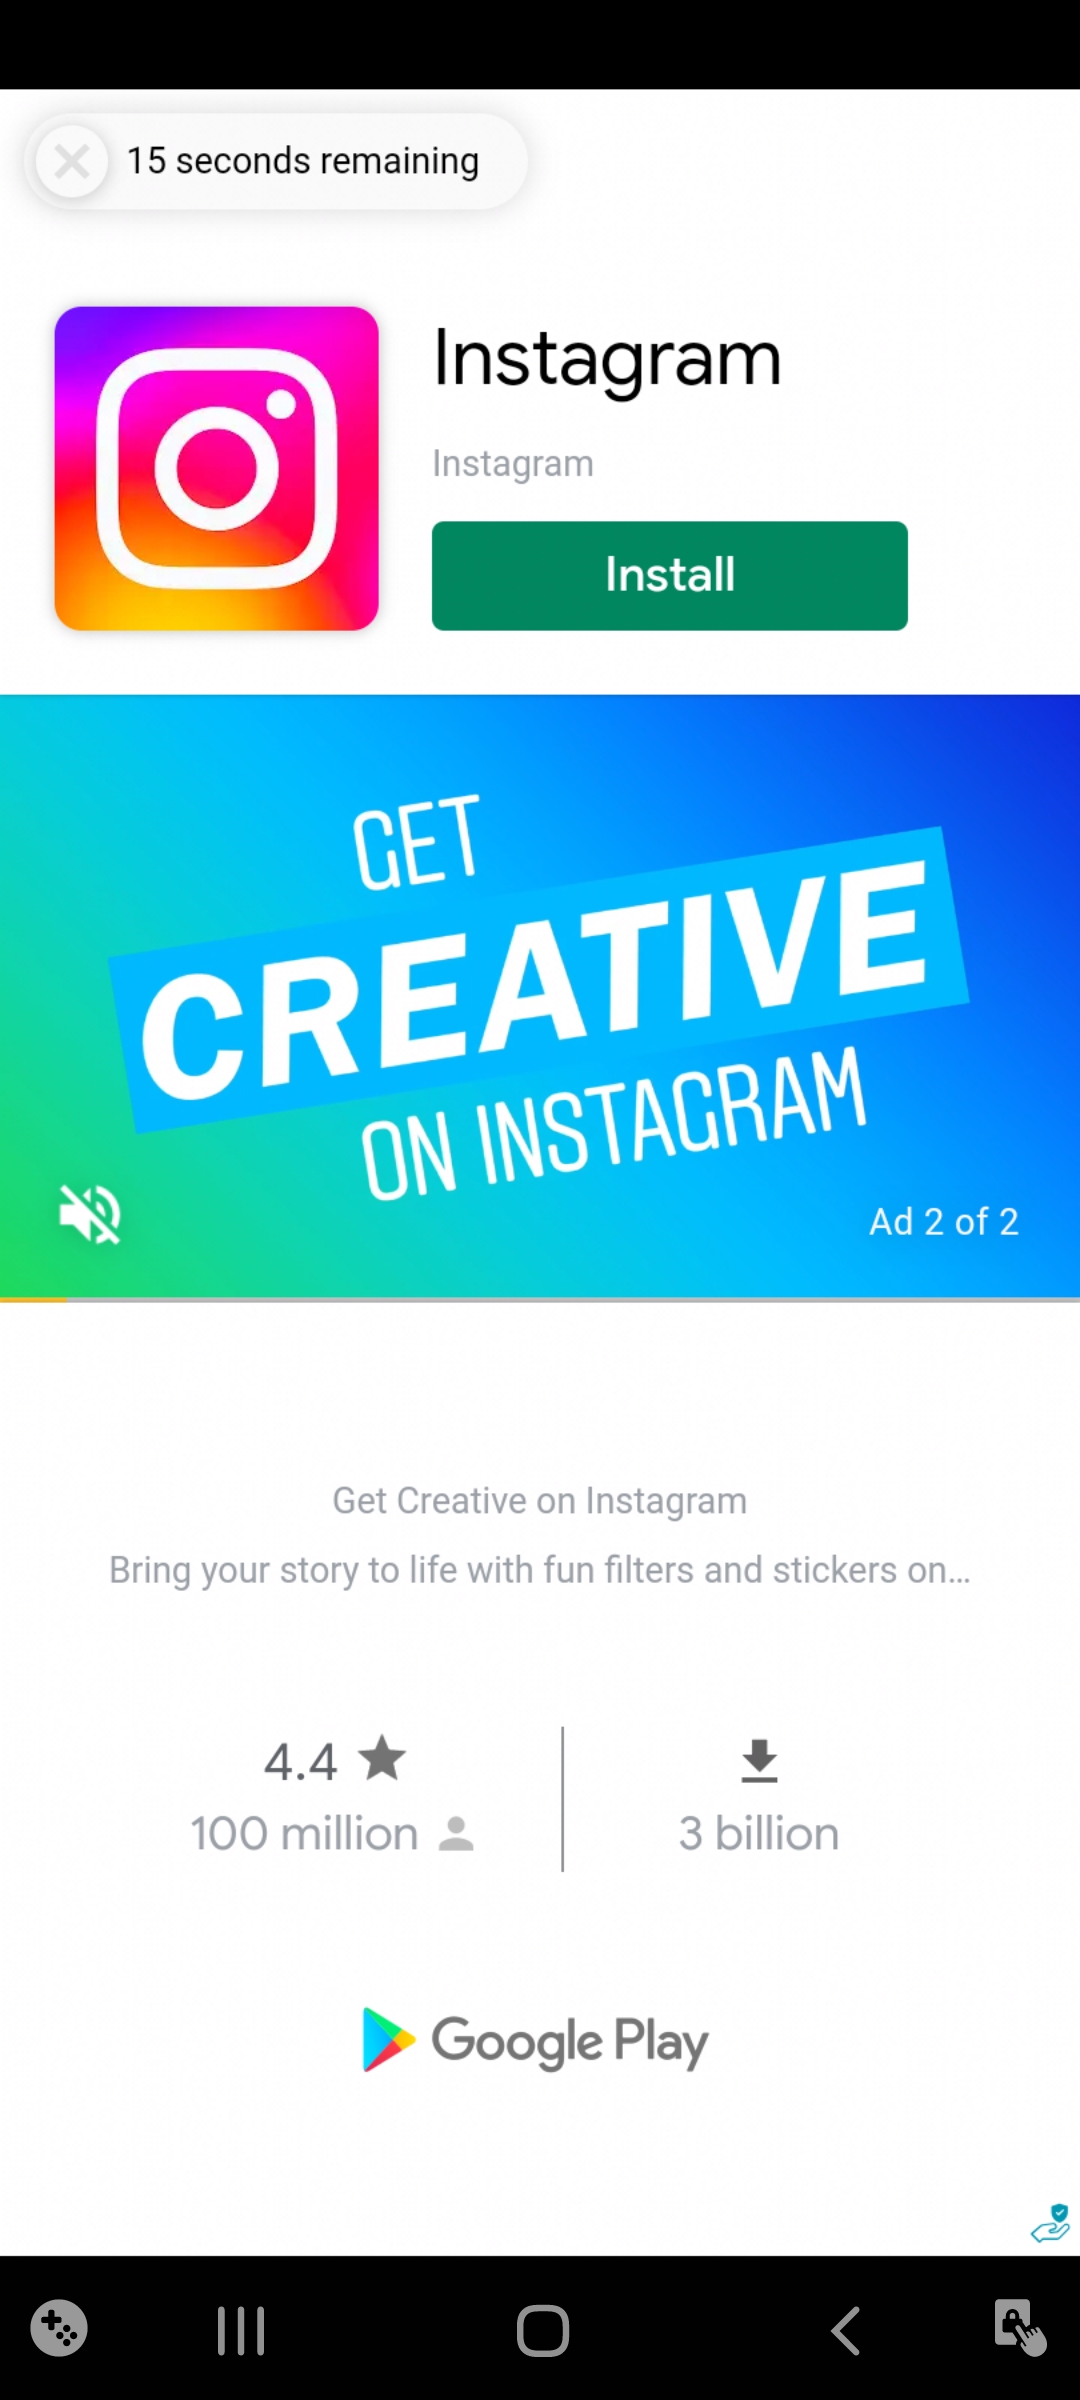 15 seconds remaining
Instagram
Instagram
Install
GET
CREATIVE
ON INSTAGRAM
Ad 2 of 2
Get Creative on Instagram
Bring your story to life with fun filters and stickers on...
4.4
100 million
3 billion
Google Play